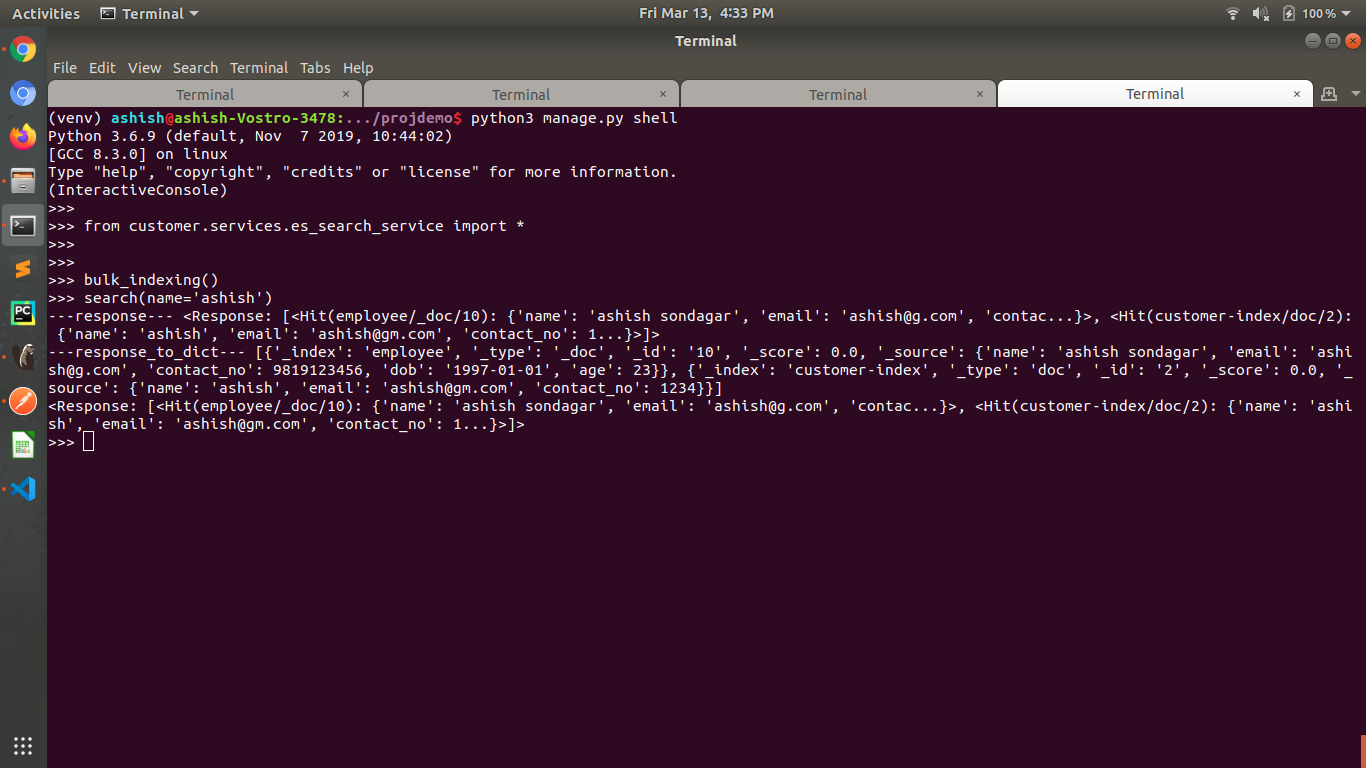 Activities Terminal Fri Mar 13, 4:33 PM 100 %
Terminal
File Edit View Search Terminal Tabs Help
Terminal × Terminal × Terminal × Terminal ×
(venv) ashish@ashish-Vostro-3478:.../projdemo$ python3 manage.py shell
Python 3.6.9 (default, Nov  7 2019, 10:44:02)
[GCC 8.3.0] on linux
Type "help", "copyright", "credits" or "license" for more information.
(InteractiveConsole)
>>>
>>> from customer.services.es_search_service import *
>>>
>>>
>>> bulk_indexing()
>>> search(name='ashish')
---response--- <Response: [<Hit(employee/_doc/10): {'name': 'ashish sondagar', 'email': 'ashish@g.com', 'contac...}>, <Hit(customer-index/doc/2):
 {'name': 'ashish', 'email': 'ashish@gm.com', 'contact_no': 1...}>]>
---response_to_dict--- [{'_index': 'employee', '_type': '_doc', '_id': '10', '_score': 0.0, '_source': {'name': 'ashish sondagar', 'email': 'ashi
sh@g.com', 'contact_no': 9819123456, 'dob': '1997-01-01', 'age': 23}}, {'_index': 'customer-index', '_type': 'doc', '_id': '2', '_score': 0.0, '_
source': {'name': 'ashish', 'email': 'ashish@gm.com', 'contact_no': 1234}}]
<Response: [<Hit(employee/_doc/10): {'name': 'ashish sondagar', 'email': 'ashish@g.com', 'contac...}>, <Hit(customer-index/doc/2): {'name': 'ashi
sh', 'email': 'ashish@gm.com', 'contact_no': 1...}>]>
>>>
PC